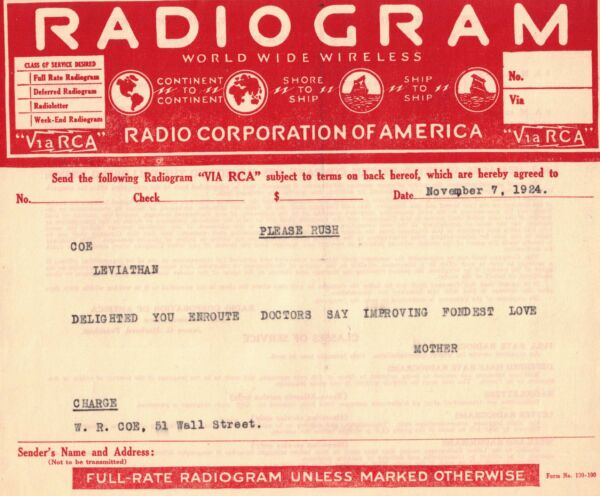 RADIOGRAM
WORLD WIDE WIRELESS
CLASS OF SERVICE DESIRED
Full Rate Radiogram
Deferred Radiogram
Radioletter
Week-End Radiogram
"Via RCA"
CONTINENT TO CONTINENT
SHORE TO SHIP
SHIP TO SHIP
RADIO CORPORATION OF AMERICA
No.
Via
"Via RCA"
Send the following Radiogram "VIA RCA" subject to terms on back hereof, which are hereby agreed to
No. Check $ Date November 7, 1924.
PLEASE RUSH
COE
LEVIATHAN
DELIGHTED YOU ENROUTE DOCTORS SAY IMPROVING FONDEST LOVE
MOTHER
CHARGE
W. R. COE, 51 Wall Street.
Sender's Name and Address:
(Not to be transmitted)
FULL-RATE RADIOGRAM UNLESS MARKED OTHERWISE
Form No. 100-100